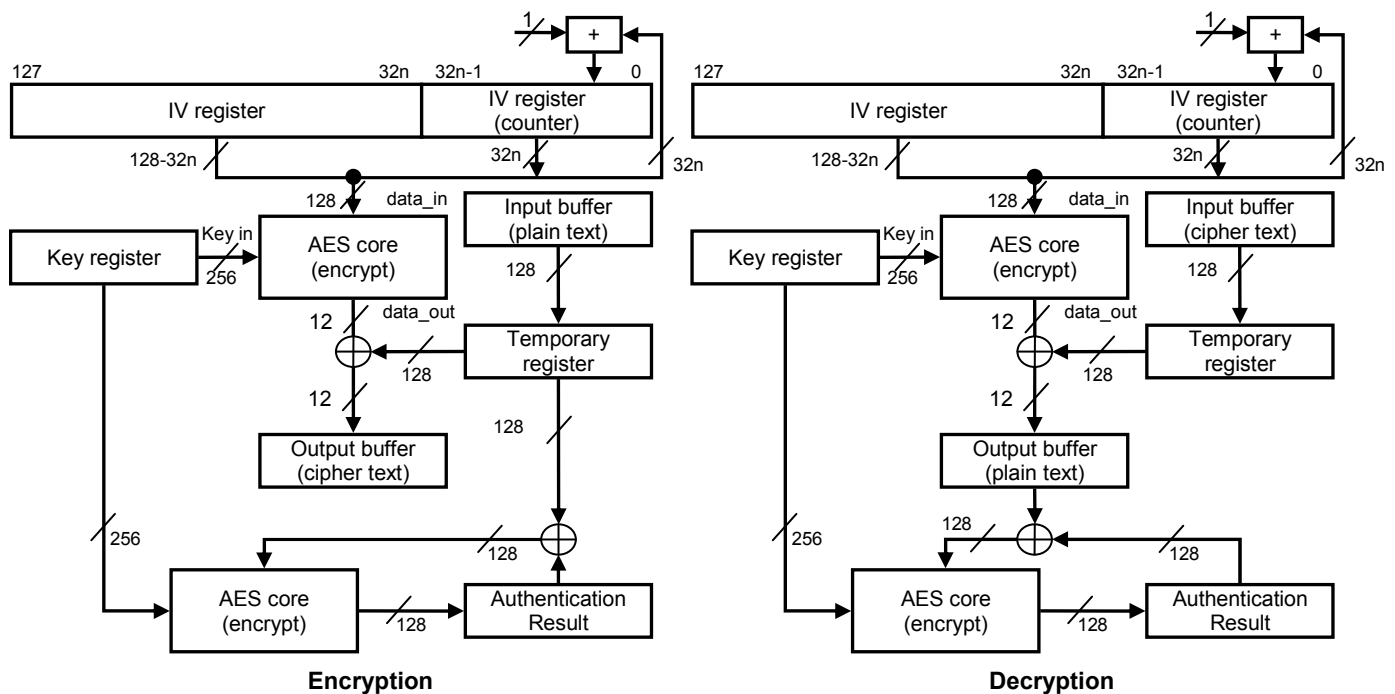 1
+
127
32n
32n-1
0
IV register
IV register
(counter)
128-32n
32n
32n
128
data_in
Input buffer
(plain text)
Key register
Key in
256
AES core
(encrypt)
128
12
data_out
Temporary
register
128
12
128
Output buffer
(cipher text)
256
128
AES core
(encrypt)
128
Authentication
Result
Encryption
1
+
127
32n
32n-1
0
IV register
IV register
(counter)
128-32n
32n
32n
128
data_in
Input buffer
(cipher text)
Key register
Key in
256
AES core
(encrypt)
128
12
data_out
Temporary
register
128
12
Output buffer
(plain text)
256
128
128
AES core
(encrypt)
128
Authentication
Result
Decryption